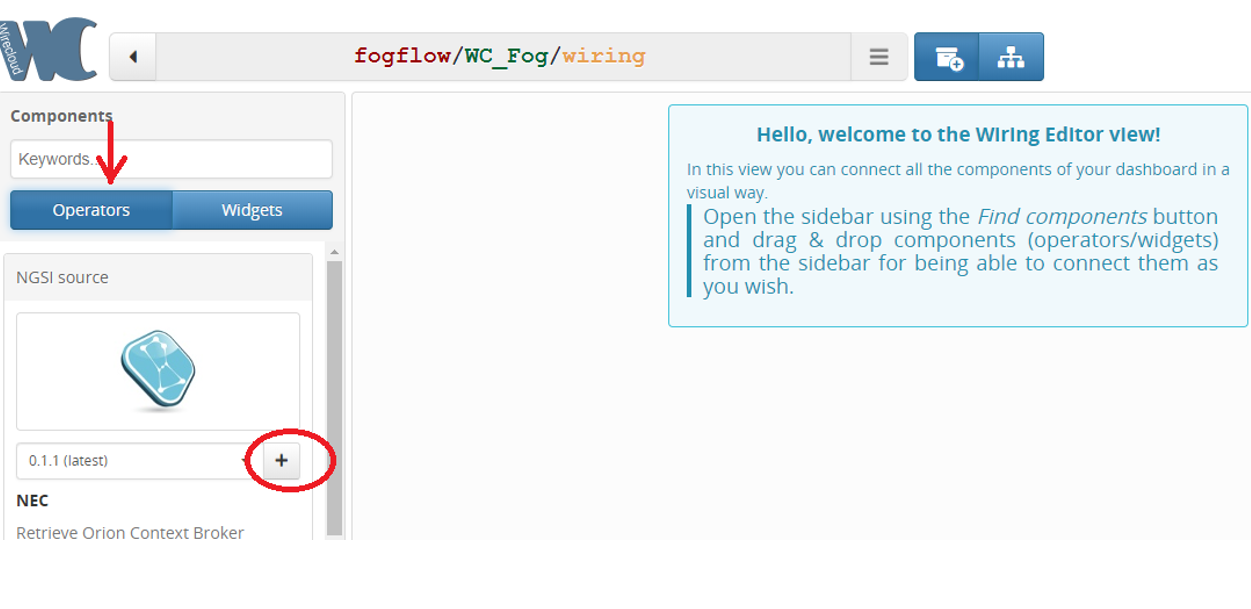 Wirecloud
WC
fogflow/WC_Fog/wiring
Components
Keywords...
Operators
Widgets
NGSI source
0.1.1 (latest)
+
NEC
Retrieve Orion Context Broker
Hello, welcome to the Wiring Editor view!
In this view you can connect all the components of your dashboard in a
visual way.
Open the sidebar using the Find components button
and drag & drop components (operators/widgets)
from the sidebar for being able to connect them as
you wish.